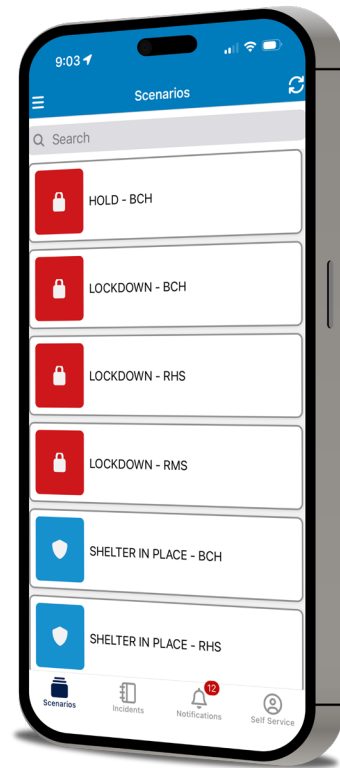 9:03
Scenarios
Search
HOLD - BCH
LOCKDOWN - BCH
LOCKDOWN - RHS
LOCKDOWN - RMS
SHELTER IN PLACE - BCH
SHELTER IN PLACE - RHS
12
Scenarios
Incidents
Notifications
Self Service